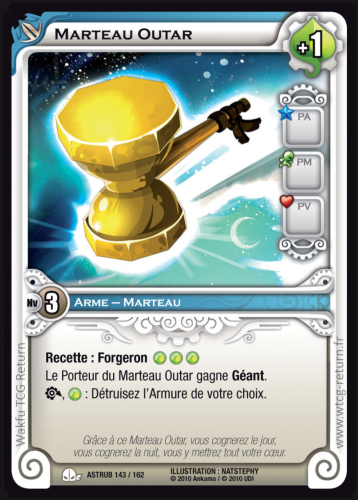 Marteau Outar
+1
PA
PM
PV
Nv 3
Arme – Marteau
Recette : Forgeron
Le Porteur du Marteau Outar gagne Géant.
, : Détruisez l'Armure de votre choix.
Grâce à ce Marteau Outar, vous cognerez le jour,
vous cognerez la nuit, vous y mettrez tout votre cœur.
ASTRUB 143 / 162
ILLUSTRATION : NATSTEPHY
© 2010 Ankama / © 2010 UDI
Wakfu TCG Return
www.wtcg-return.fr